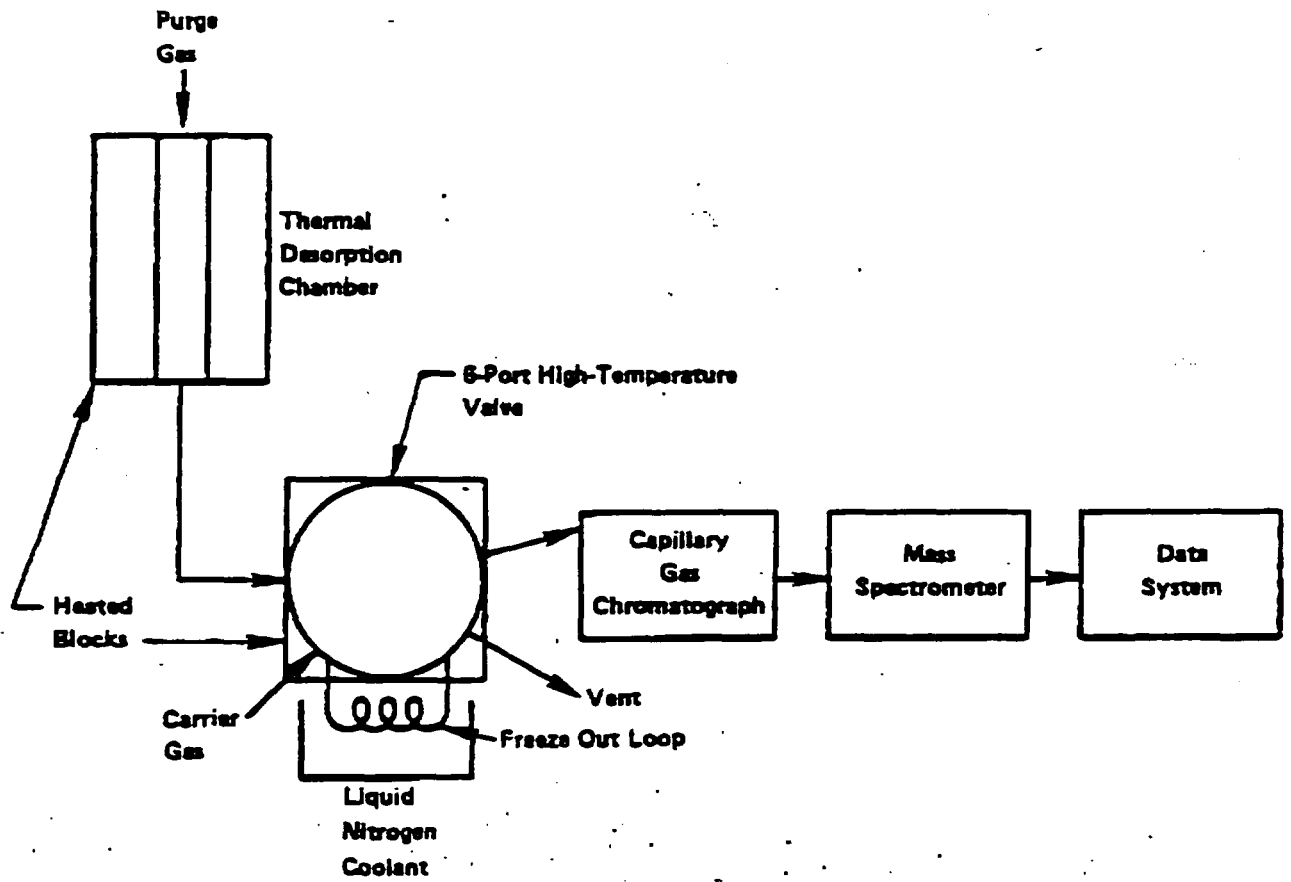 Purge
Gas
Thermal
Desorption
Chamber
6-Port High-Temperature
Valve
Capillary
Gas
Chromatograph
Mass
Spectrometer
Data
System
Heated
Blocks
Carrier
Gas
Vent
Freeze Out Loop
Liquid
Nitrogen
Coolant